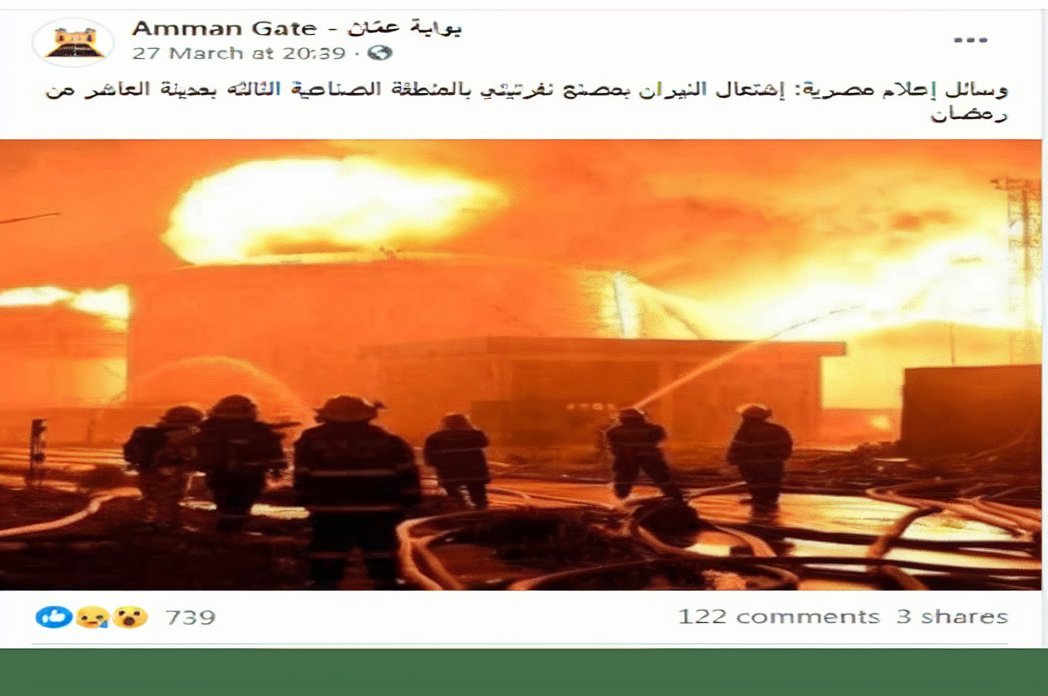 Amman Gate - بوابة عمّان
27 March at 20:39 ·
وسائل إعلام مصرية: إشتعال النيران بمصنع نفرتيتي بالمنطقة الصناعية الثالثه بمدينة العاشر من
رمضان
739
122 comments 3 shares